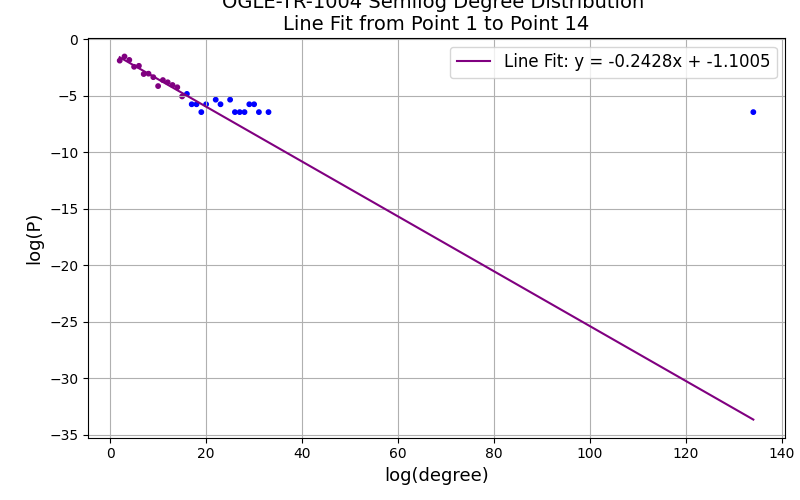 OGLE-TR-1004 Semilog Degree Distribution
Line Fit from Point 1 to Point 14
Line Fit: y = -0.2428x + -1.1005
0
−5
−10
−15
−20
−25
−30
−35
log(P)
0 20 40 60 80 100 120 140
log(degree)